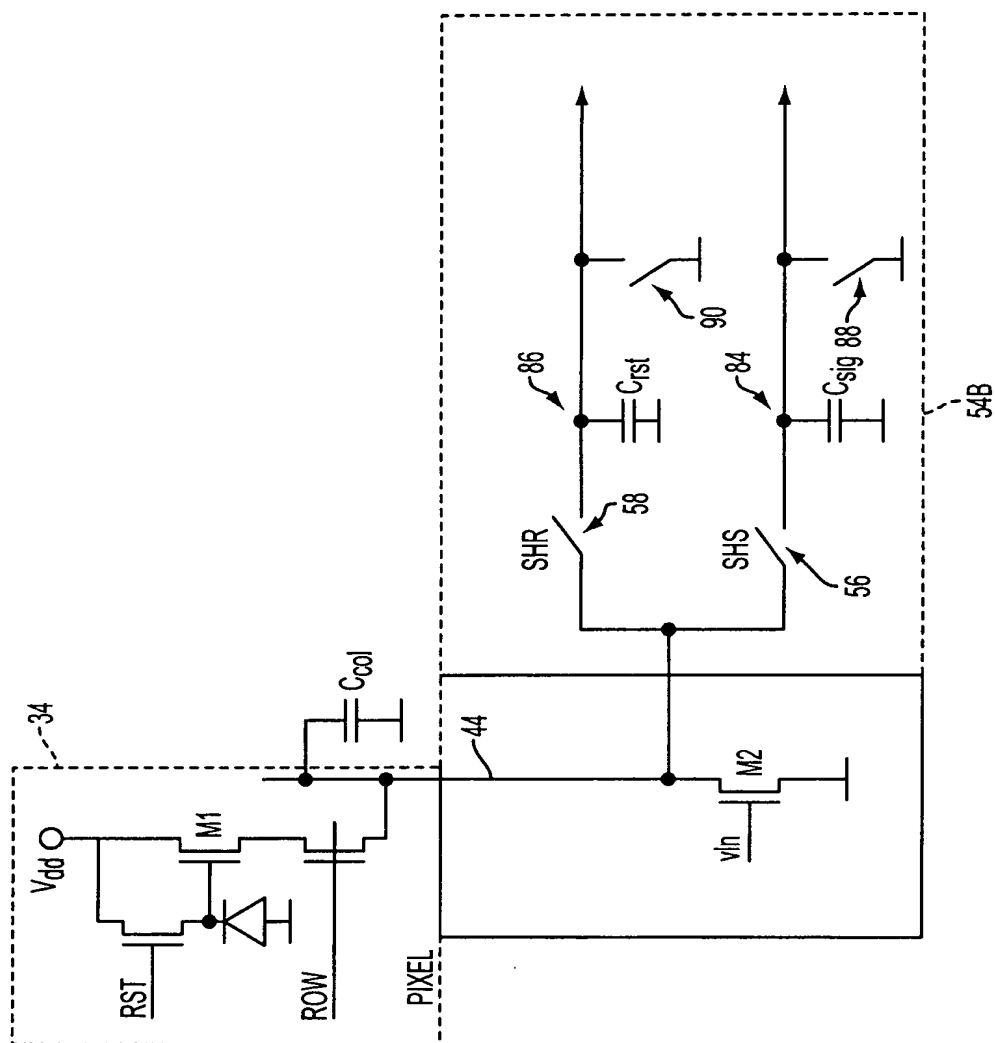 34
Vdd
M1
RST
ROW
PIXEL
Ccol
44
M2
vln
SHR
58
86
Crst
90
SHS
56
84
Csig
88
54B